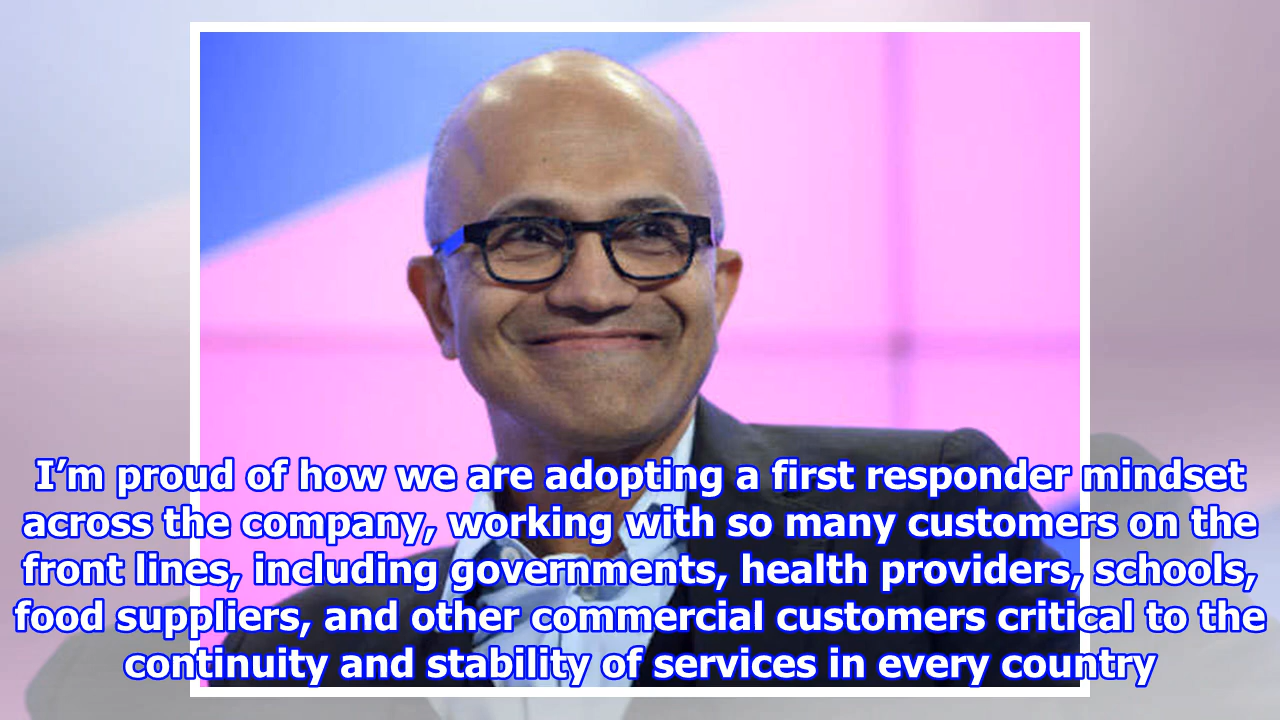 I’m proud of how we are adopting a first responder mindset
across the company, working with so many customers on the
front lines, including governments, health providers, schools,
food suppliers, and other commercial customers critical to the
continuity and stability of services in every country